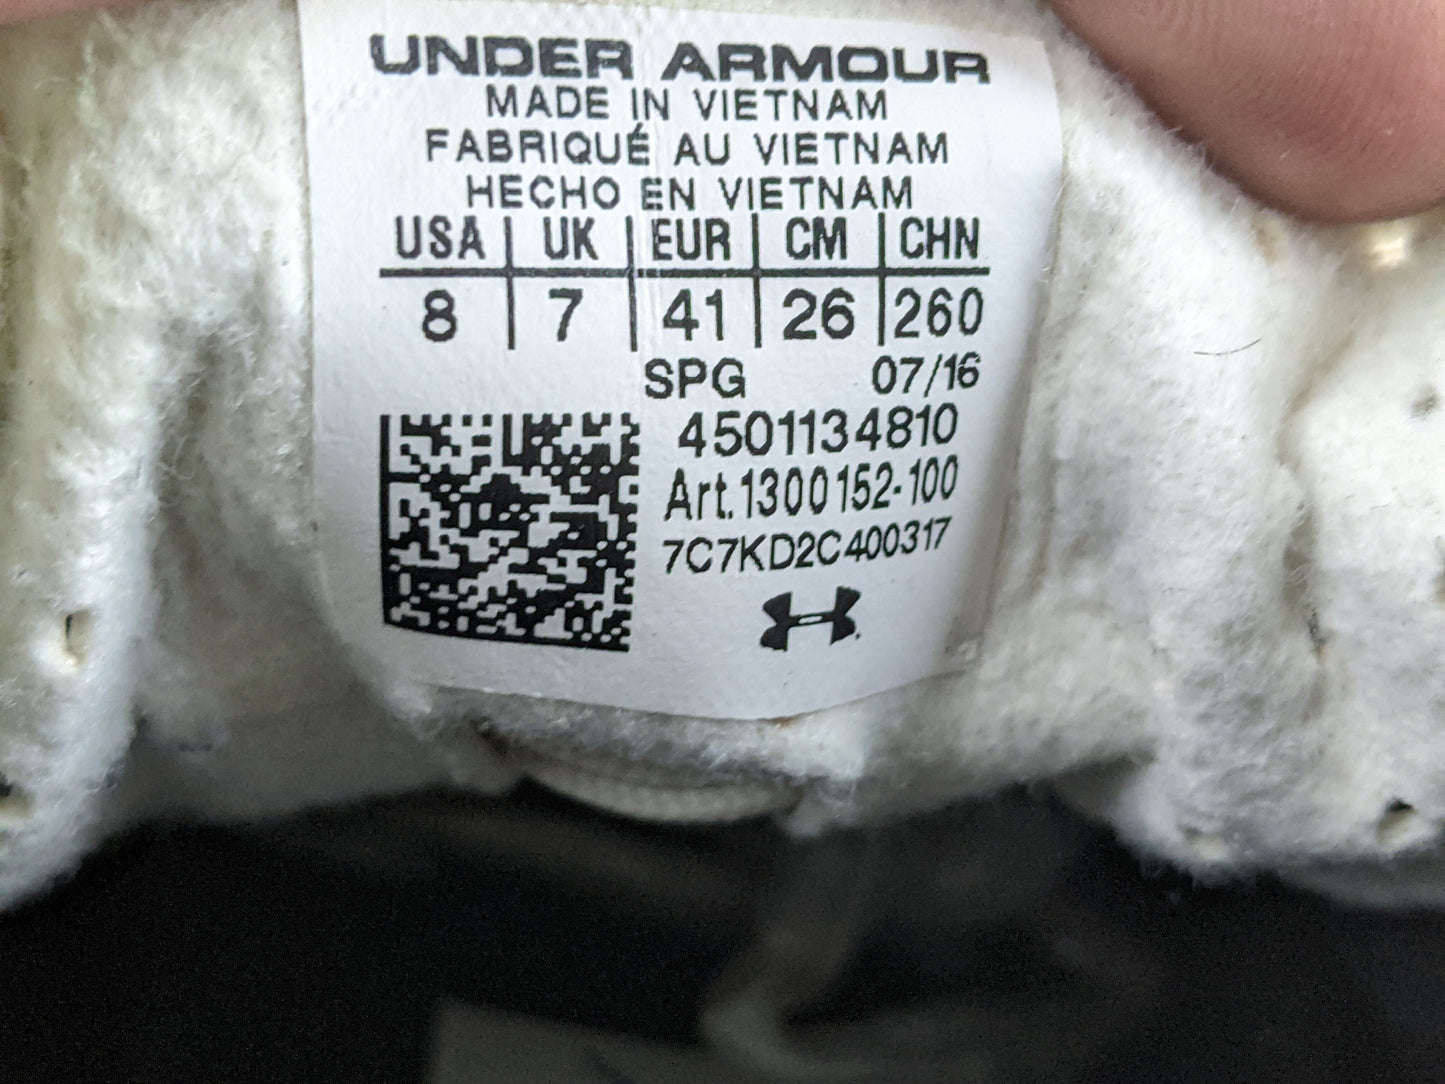 UNDER ARMOUR
MADE IN VIETNAM
FABRIQUÉ AU VIETNAM
HECHO EN VIETNAM
USA | UK | EUR | CM | CHN
8 | 7 | 41 | 26 | 260
SPG 07/16
4501134810
Art.1300152-100
7C7KD2C400317